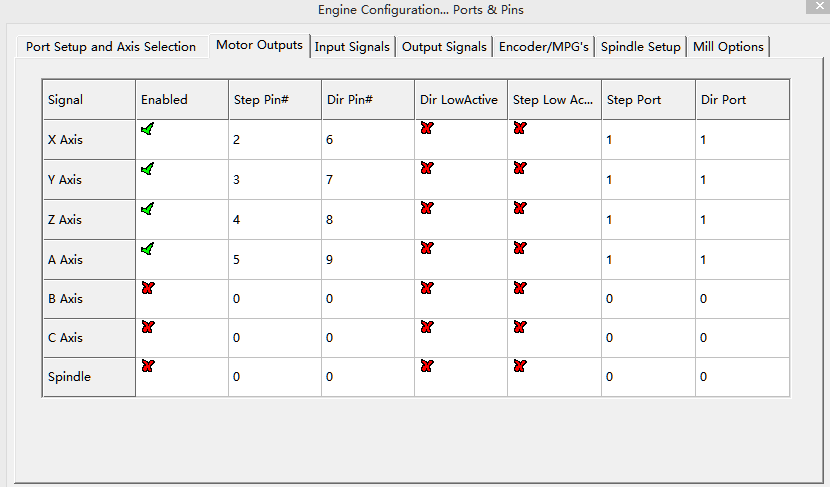 Engine Configuration... Ports & Pins
Port Setup and Axis Selection Motor Outputs Input Signals Output Signals Encoder/MPG's Spindle Setup Mill Options
Signal Enabled Step Pin# Dir Pin# Dir LowActive Step Low Ac... Step Port Dir Port
X Axis 2 6 1 1
Y Axis 3 7 1 1
Z Axis 4 8 1 1
A Axis 5 9 1 1
B Axis 0 0 0 0
C Axis 0 0 0 0
Spindle 0 0 0 0